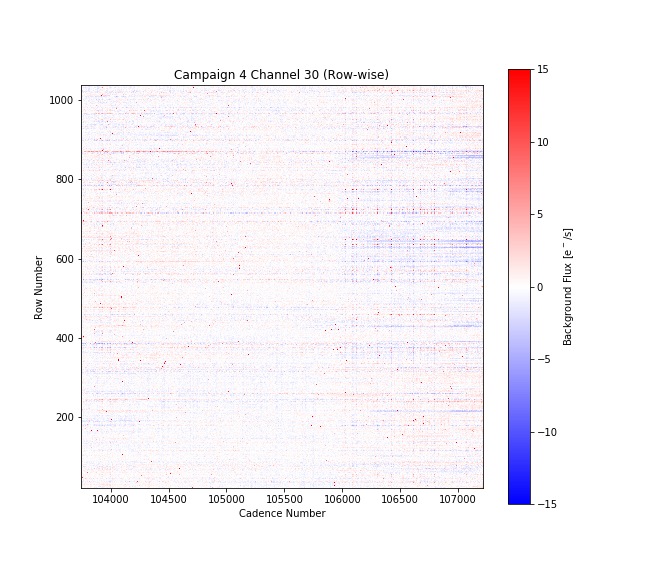 Campaign 4 Channel 30 (Row-wise)
1000
800
600
400
200
Row Number
104000 104500 105000 105500 106000 106500 107000
Cadence Number
15
10
5
0
−5
−10
−15
Background Flux [e⁻/s]